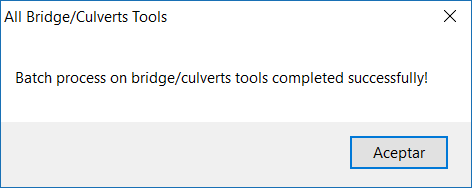 All Bridge/Culverts Tools
Batch process on bridge/culverts tools completed successfully!
Aceptar